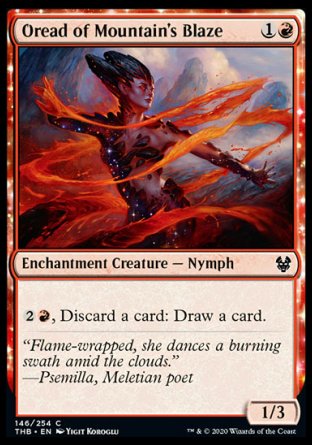 Oread of Mountain's Blaze 1
Enchantment Creature — Nymph
2, Discard a card: Draw a card.
"Flame-wrapped, she dances a burning
swath amid the clouds."
—Psemilla, Meletian poet
1/3
146/254 C
THB • EN Yigit Koroglu ™ & © 2020 Wizards of the Coast